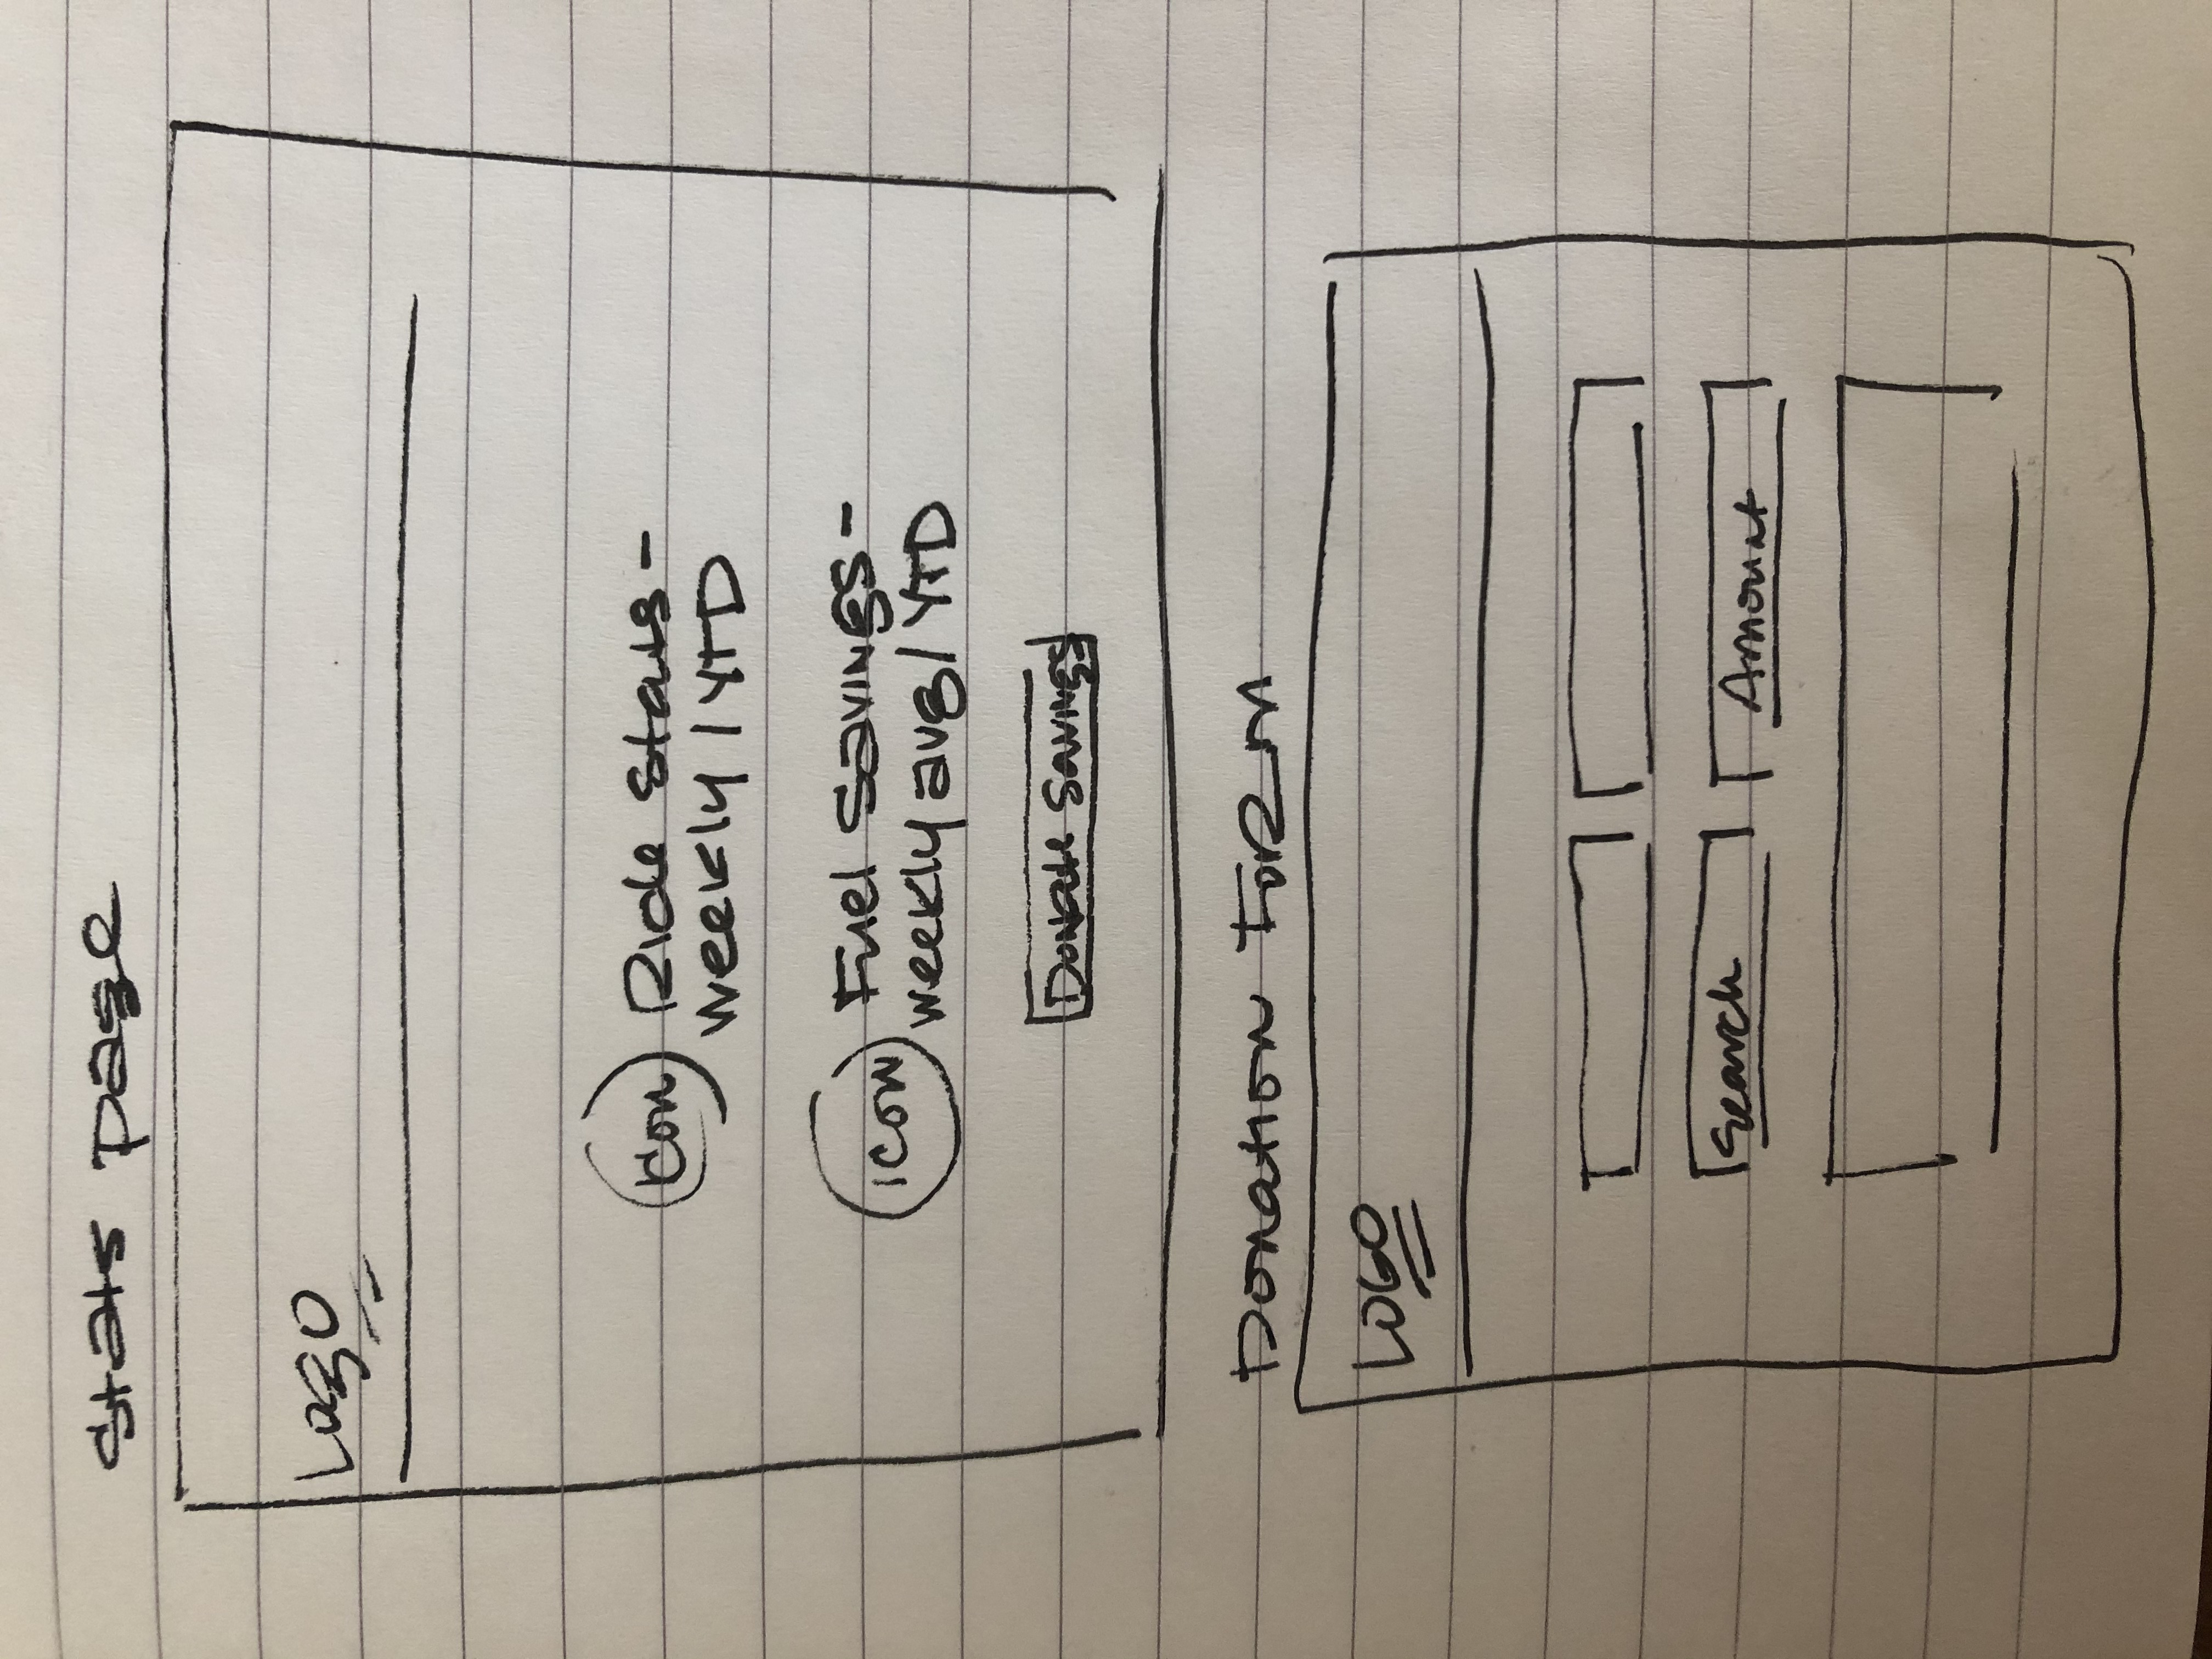 Stats page
Logo
icon Ride Stats -
weekly / YTD
icon Fuel Savings -
weekly avg / YTD
Donate Savings
Donation Form
LOGO
Search Amount